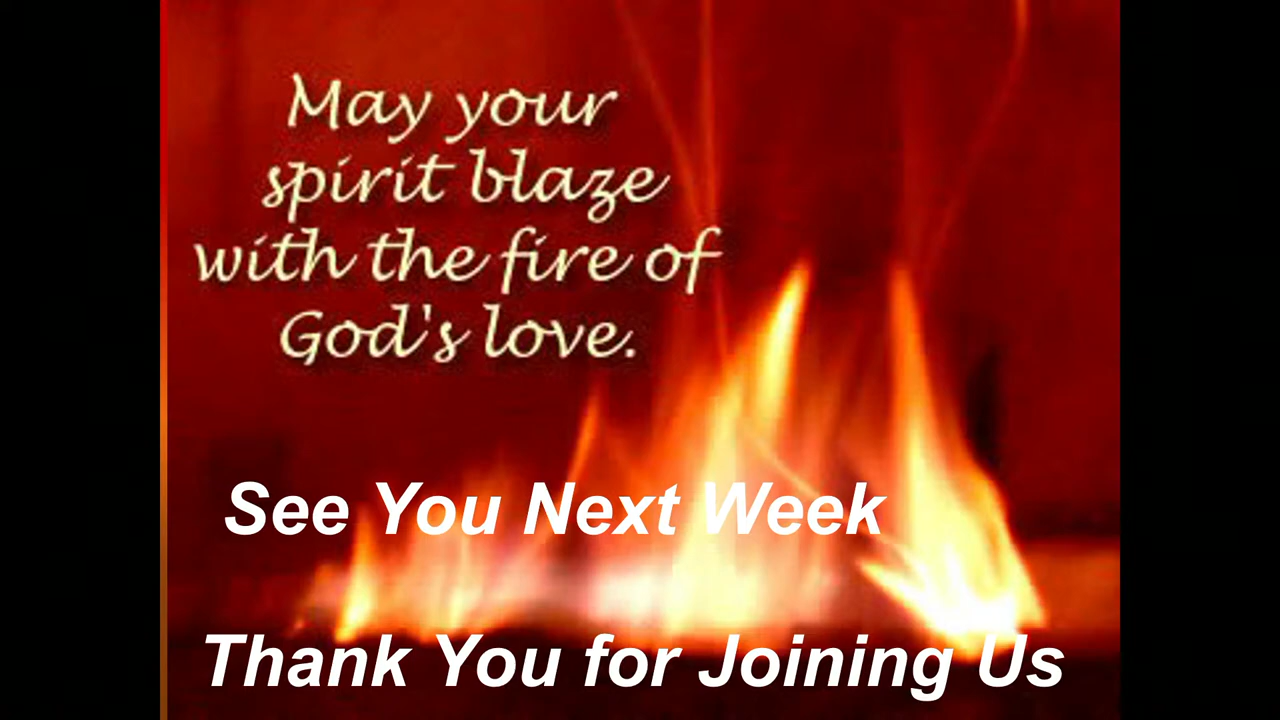 May your
spirit blaze
with the fire of
God's love.
See You Next Week
Thank You for Joining Us